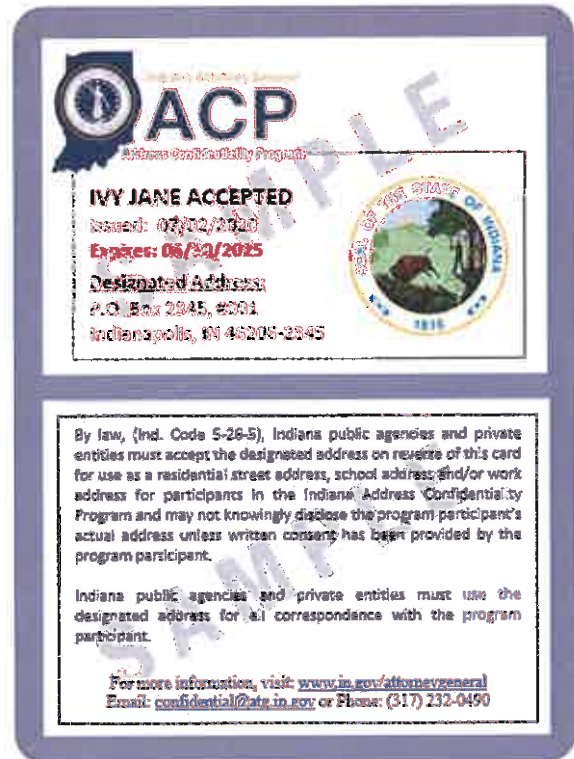 Indiana Attorney General
ACP
Address Confidentiality Program
IVY JANE ACCEPTED
Issued: 07/02/2020
Expires: 06/30/2025
Designated Address:
P.O. Box 2345, #001
Indianapolis, IN 46206-2345
SEAL OF THE STATE OF INDIANA
1816
SAMPLE
By law, (Ind. Code 5-26-5), Indiana public agencies and private
entities must accept the designated address on reverse of this card
for use as a residential street address, school address and/or work
address for participants in the Indiana Address Confidentiality
Program and may not knowingly disclose the program participant's
actual address unless written consent has been provided by the
program participant.
Indiana public agencies and private entities must use the
designated address for all correspondence with the program
participant.
SAMPLE
For more information, visit: www.in.gov/attorneygeneral
Email: confidential@atg.in.gov or Phone: (317) 232-0490